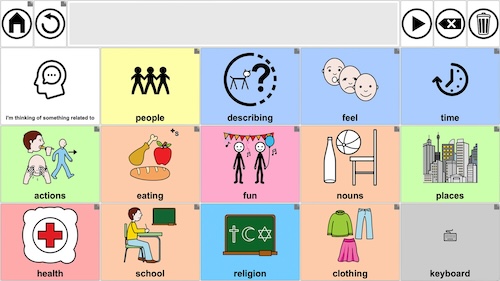 I'm thinking of something related to
people
describing
feel
time
actions
+s
eating
fun
nouns
places
health
school
religion
clothing
keyboard